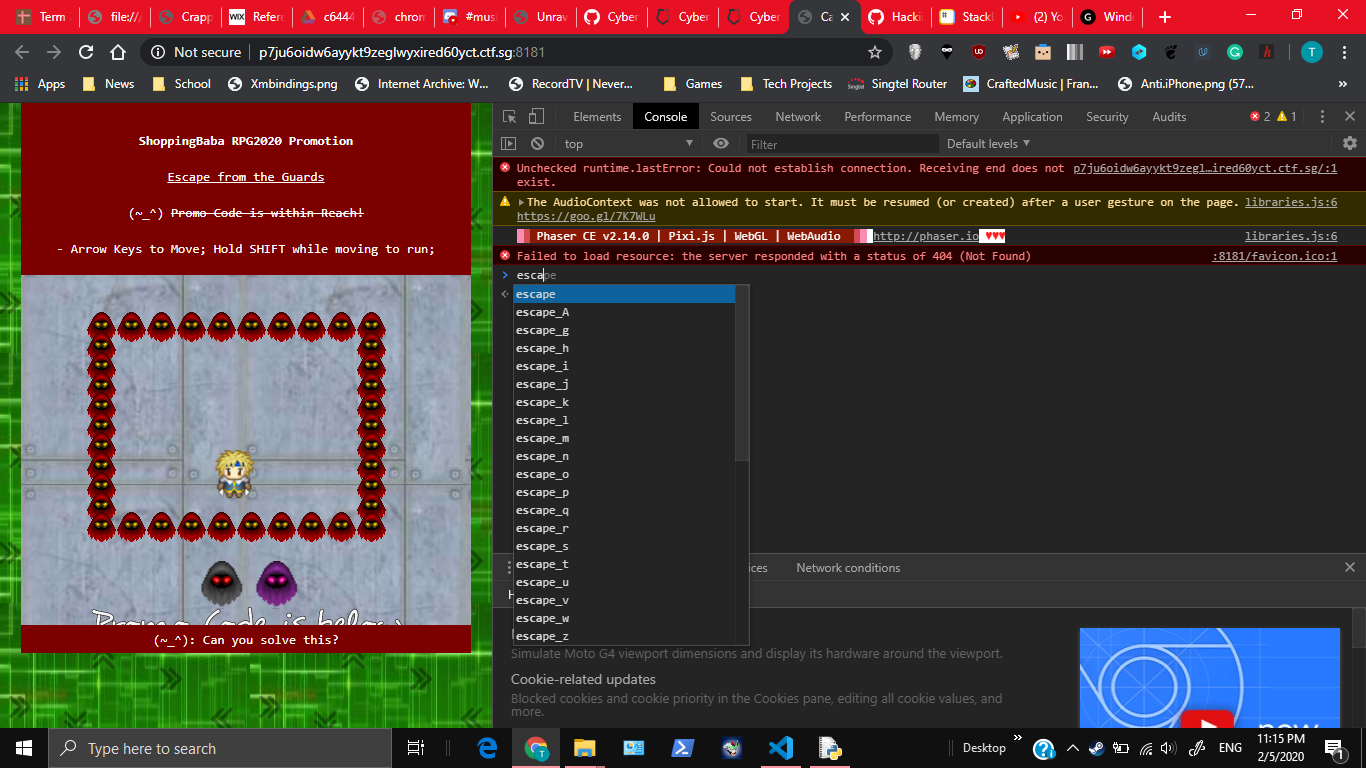 Term
file:///
Crapp
WIX Refere
c6444
chrom
#musi
Unrav
Cyber
Cyber
Cyber
Ca
Hackin
Stackl
(2) Yo
G Wind
Not secure
p7ju6oidw6ayykt9zeglwyxired60yct.ctf.sg:8181
T
Apps
News
School
Xmbindings.png
Internet Archive: W...
RecordTV | Never...
Games
Tech Projects
Singtel Router
CraftedMusic | Fran...
Anti.iPhone.png (57...
»
ShoppingBaba RPG2020 Promotion
Escape from the Guards
(~_^) Promo Code is within Reach!
- Arrow Keys to Move; Hold SHIFT while moving to run;
Promo Code is below
(~_^): Can you solve this?
Elements
Console
Sources
Network
Performance
Memory
Application
Security
Audits
2
1
top
Filter
Default levels
Unchecked runtime.lastError: Could not establish connection. Receiving end does not exist.
p7ju6oidw6ayykt9zegl…ired60yct.ctf.sg/:1
The AudioContext was not allowed to start. It must be resumed (or created) after a user gesture on the page. https://goo.gl/7K7WLu
libraries.js:6
Phaser CE v2.14.0 | Pixi.js | WebGL | WebAudio
http://phaser.io ♥♥♥
libraries.js:6
Failed to load resource: the server responded with a status of 404 (Not Found)
:8181/favicon.ico:1
escape
escape
escape_A
escape_g
escape_h
escape_i
escape_j
escape_k
escape_l
escape_m
escape_n
escape_o
escape_p
escape_q
escape_r
escape_s
escape_t
escape_u
escape_v
escape_w
escape_z
ices
Network conditions
H
Simulate Moto G4 viewport dimensions and display its hardware around the viewport.
Cookie-related updates
Blocked cookies and cookie priority in the Cookies pane, editing all cookie values, and more.
new
Type here to search
Desktop
»
ENG
11:15 PM
2/5/2020
1